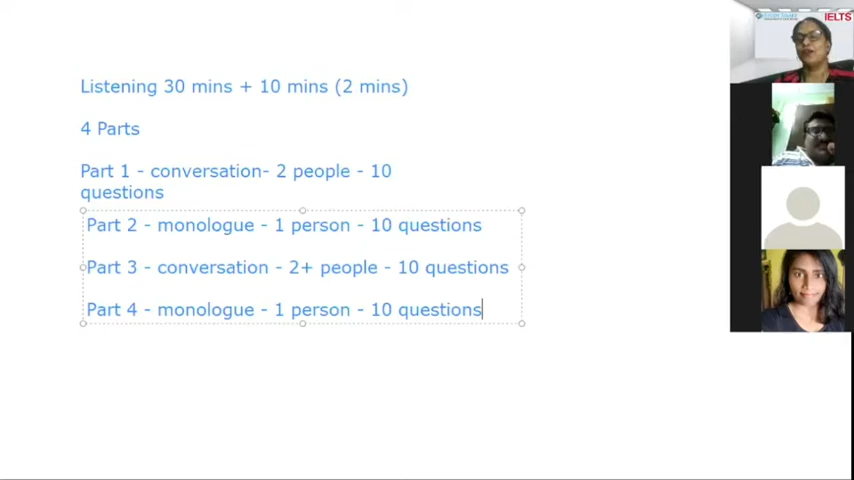 IELTS
Listening 30 mins + 10 mins (2 mins)
4 Parts
Part 1 - conversation- 2 people - 10
questions
Part 2 - monologue - 1 person - 10 questions
Part 3 - conversation - 2+ people - 10 questions
Part 4 - monologue - 1 person - 10 questions